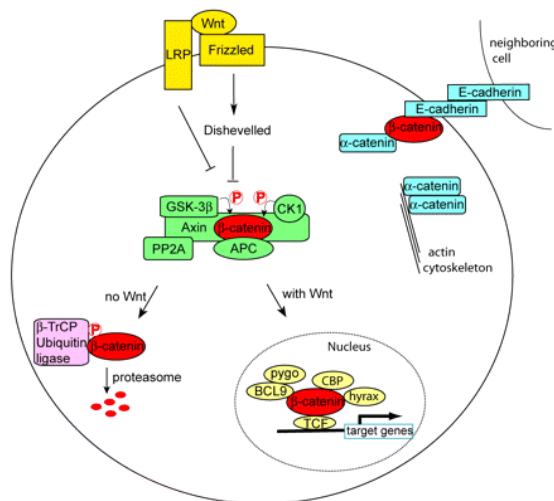 Wnt
LRP
Frizzled
neighboring
cell
E-cadherin
E-cadherin
β-catenin
α-catenin
Dishevelled
P
P
GSK-3β
CK1
Axin
β-catenin
PP2A
APC
α-catenin
α-catenin
actin
cytoskeleton
no Wnt
with Wnt
β-TrCP
Ubiquitin
ligase
P
β-catenin
proteasome
Nucleus
pygo
BCL9
CBP
β-catenin
hyrax
TCF
target genes